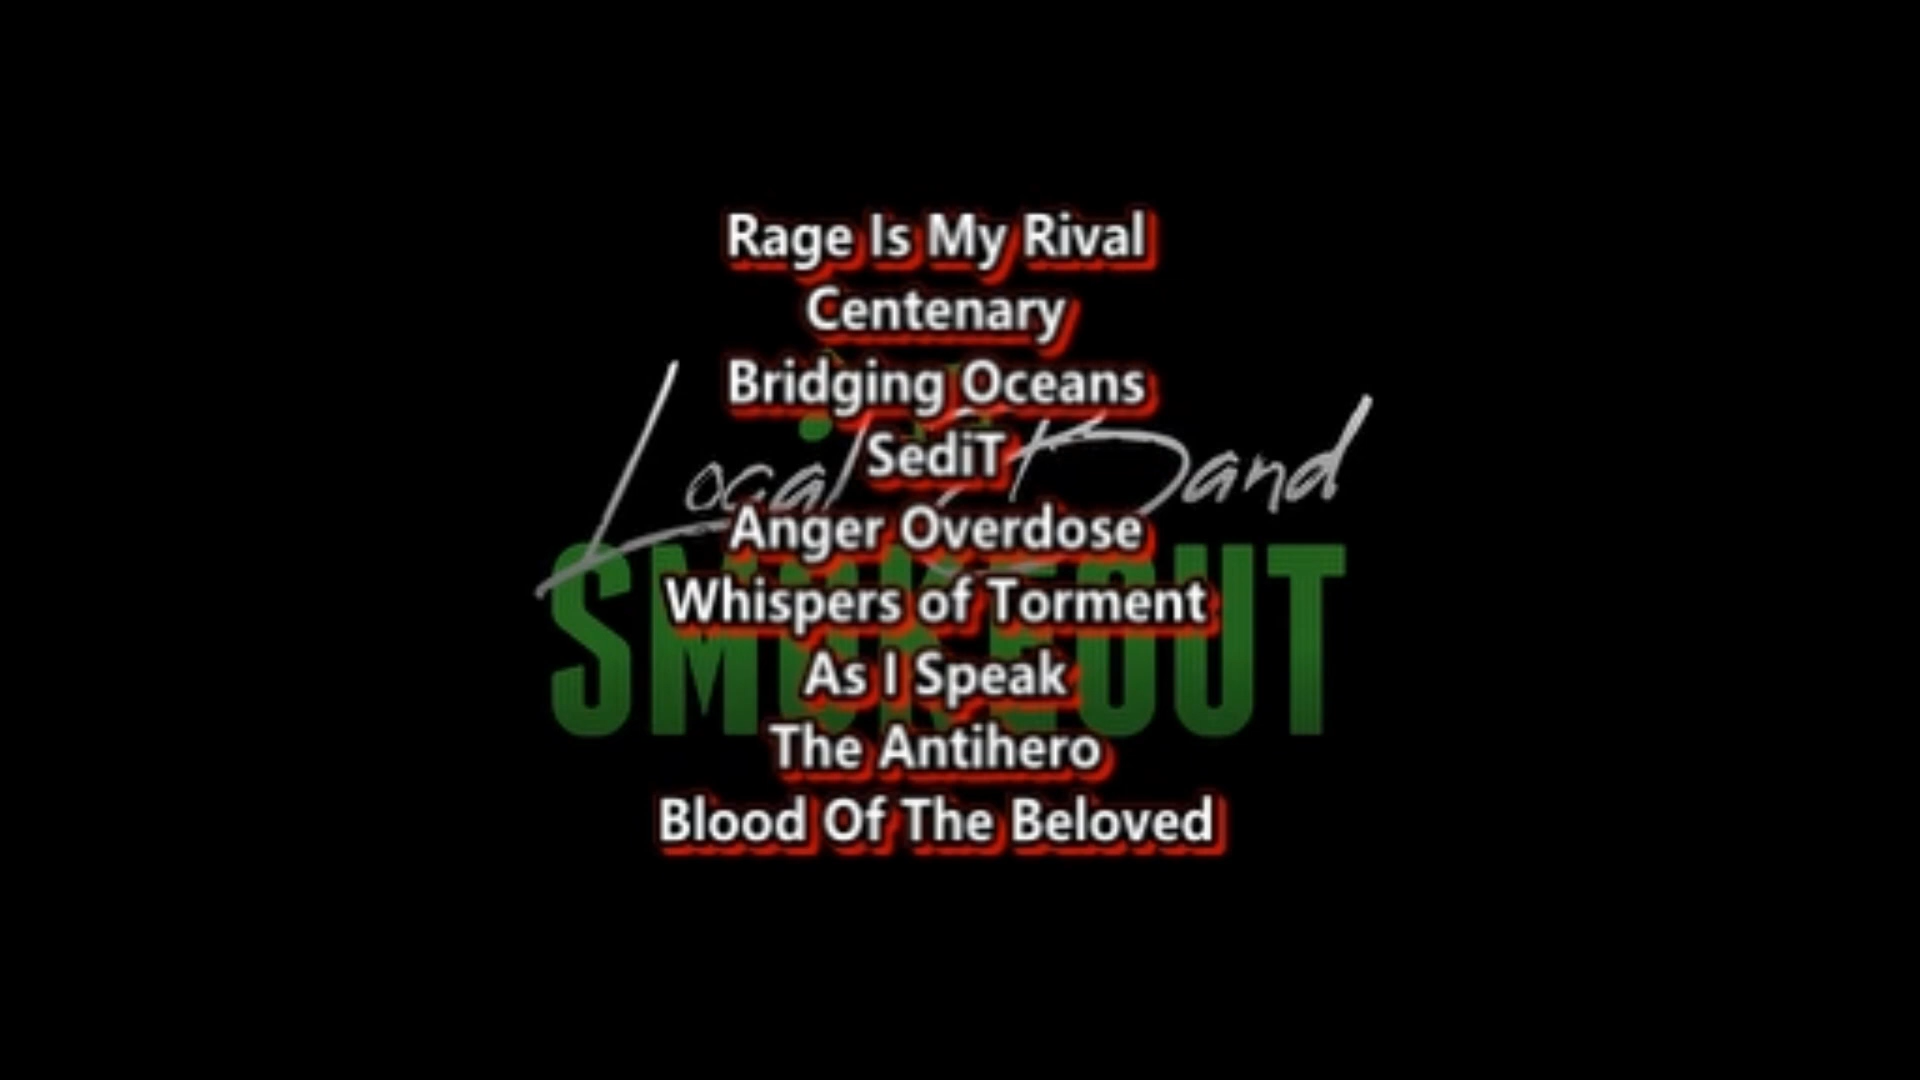 Rage Is My Rival
Centenary
Bridging Oceans
SediT
Local Band
Anger Overdose
SMOKEOUT
Whispers of Torment
As I Speak
The Antihero
Blood Of The Beloved